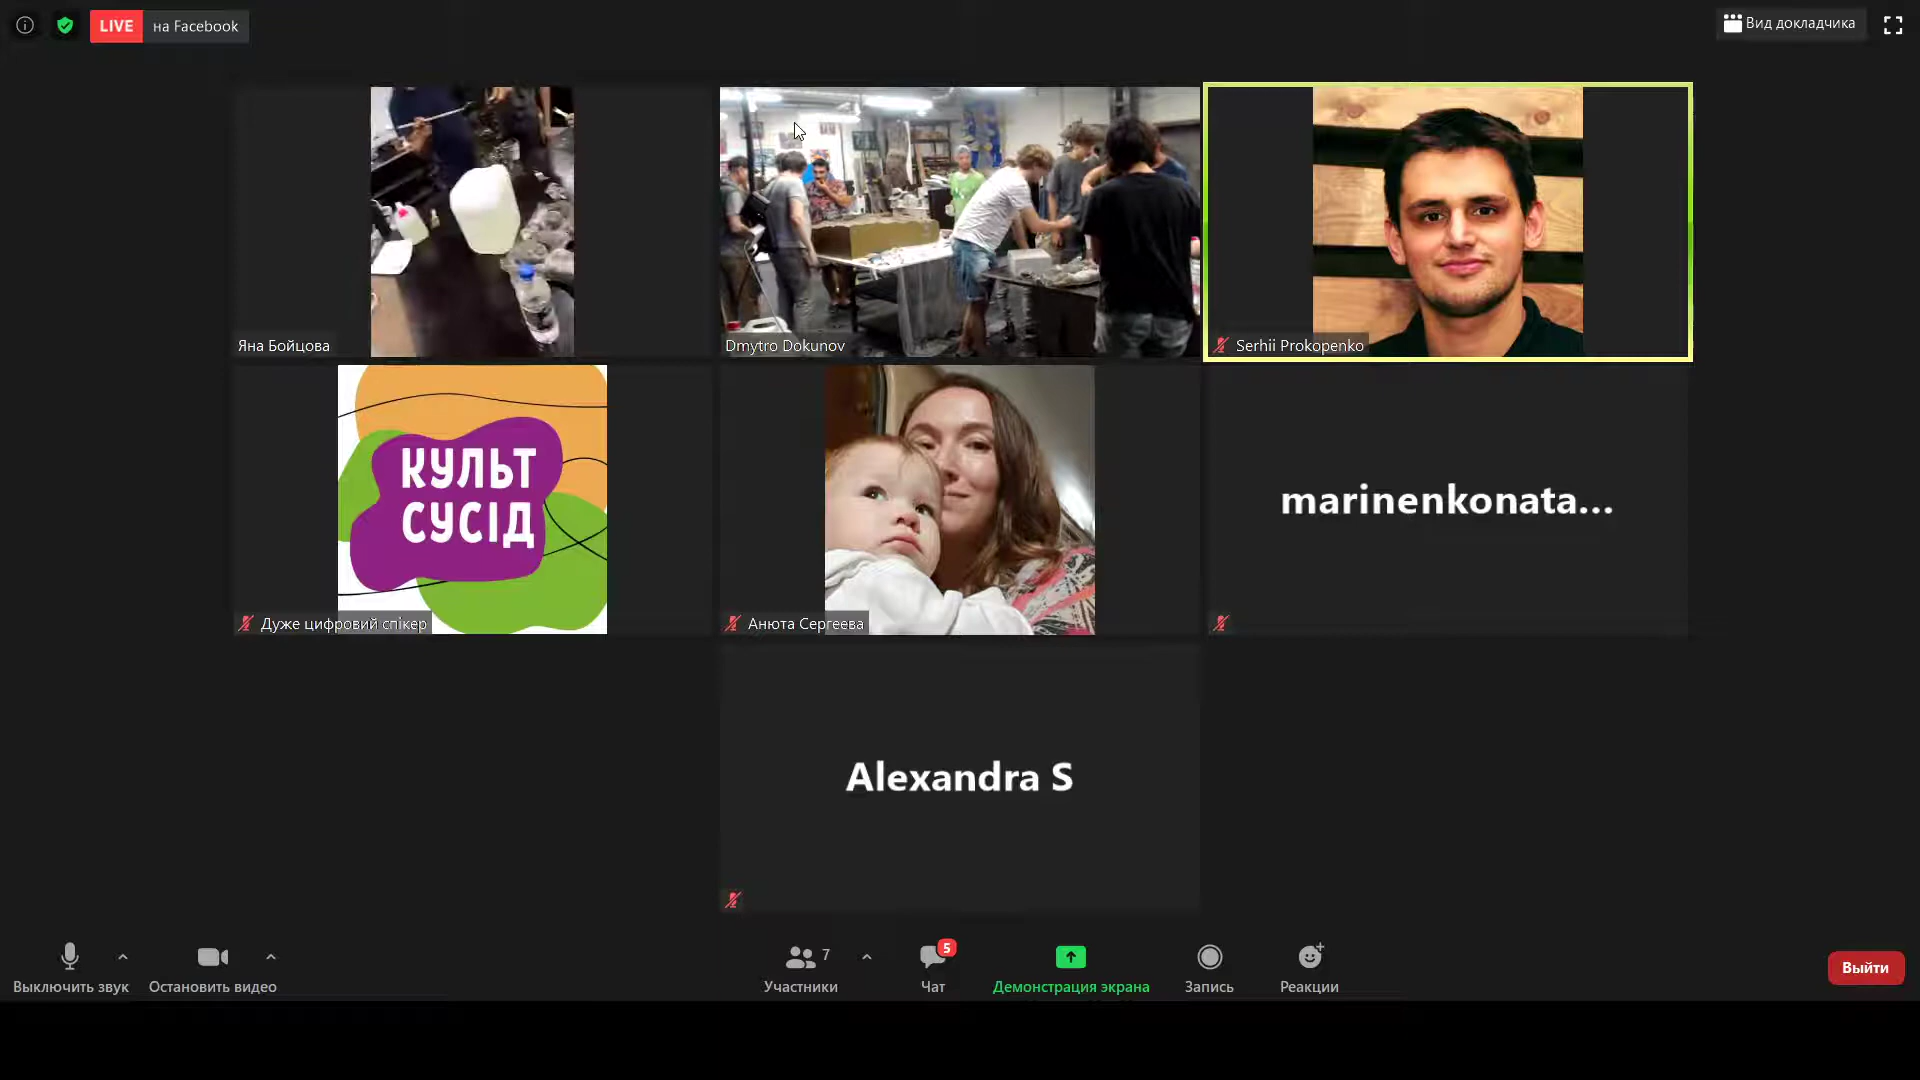 LIVE на Facebook
Вид докладчика
Яна Бойцова
Dmytro Dokunov
Serhii Prokopenko
КУЛЬТ
СУСІД
Дуже цифровий спікер
Анюта Сергеева
marinenkonata...
Alexandra S
Выключить звук
Остановить видео
7
Участники
5
Чат
Демонстрация экрана
Запись
Реакции
Выйти